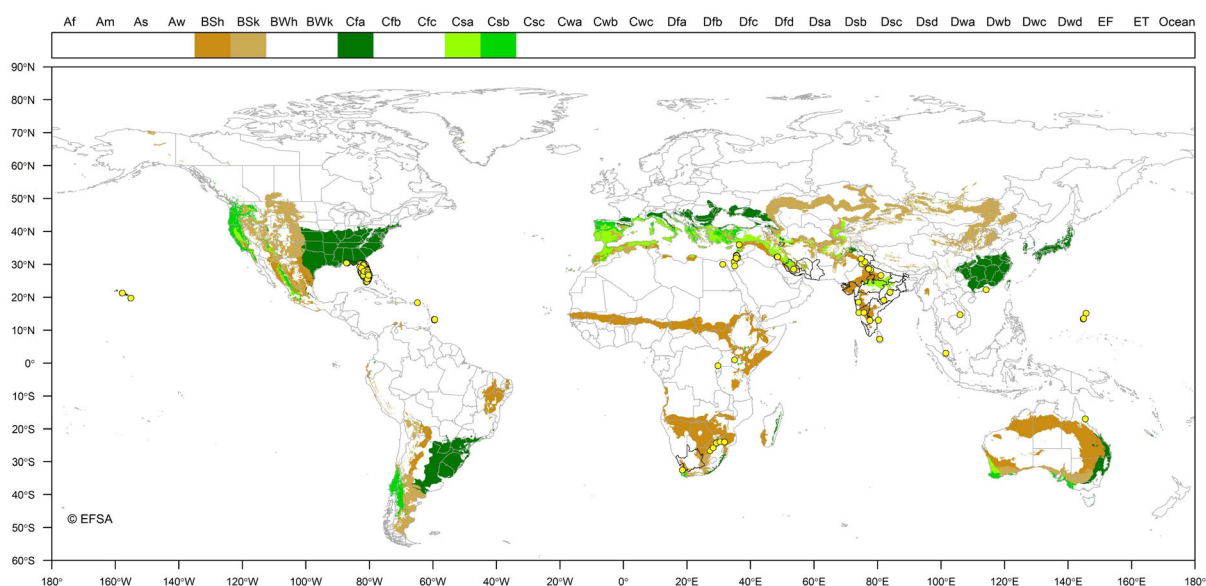 Af Am As Aw BSh BSk BWh BWk Cfa Cfb Cfc Csa Csb Csc Cwa Cwb Cwc Dfa Dfb Dfc Dfd Dsa Dsb Dsc Dsd Dwa Dwb Dwc Dwd EF ET Ocean
90°N
80°N
70°N
60°N
50°N
40°N
30°N
20°N
10°N
0°
10°S
20°S
30°S
40°S
50°S
60°S
© EFSA
180° 160°W 140°W 120°W 100°W 80°W 60°W 40°W 20°W 0° 20°E 40°E 60°E 80°E 100°E 120°E 140°E 160°E 180°